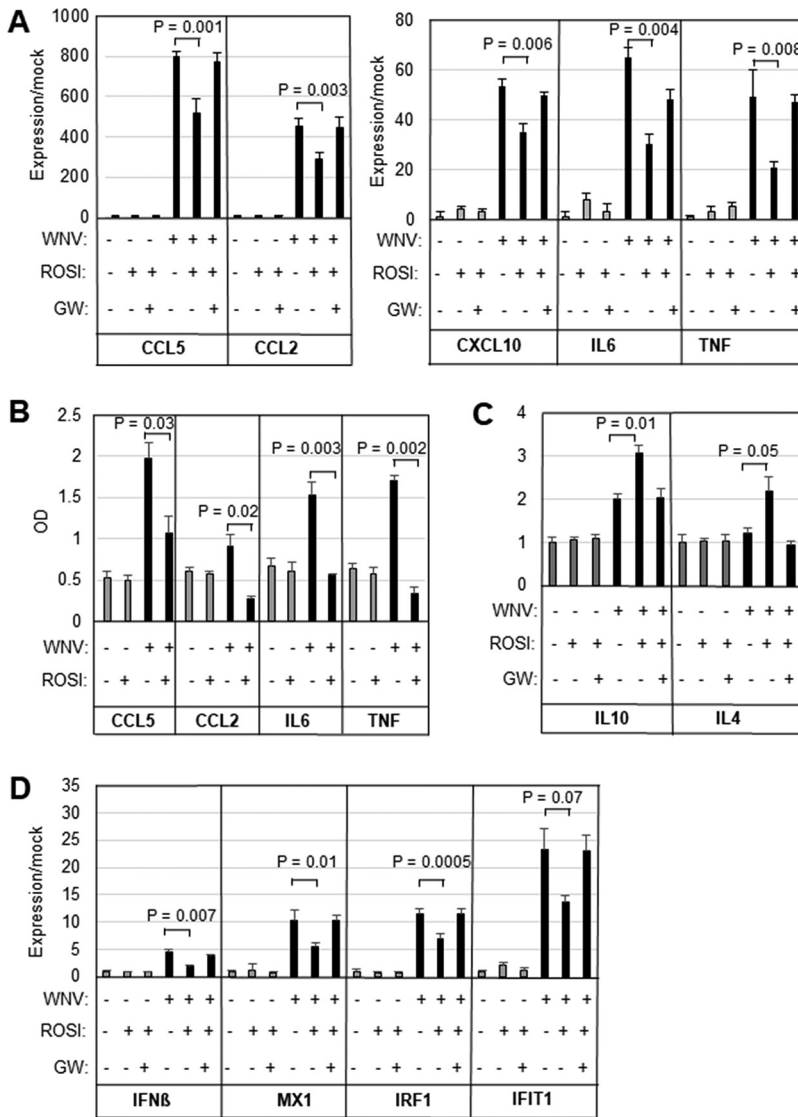 A
Expression/mock
1000
800
600
400
200
0
P = 0.001
P = 0.003
WNV: - - - + + + - - - + + +
ROSI: - + + - + + - + + - + +
GW: - - + - - + - - + - - +
CCL5 CCL2
Expression/mock
80
60
40
20
0
P = 0.006
P = 0.004
P = 0.008
WNV: - - - + + + - - - + + + - - - + + +
ROSI: - + + - + + - + + - + + - + + - + +
GW: - - + - - + - - + - - + - - + - - +
CXCL10 IL6 TNF
B
OD
2.5
2
1.5
1
0.5
0
P = 0.03
P = 0.02
P = 0.003
P = 0.002
WNV: - - + + - - + + - - + + - - + +
ROSI: - + - + - + - + - + - + - + - +
CCL5 CCL2 IL6 TNF
C
4
3
2
1
0
P = 0.01
P = 0.05
WNV: - - - + + + - - - + + +
ROSI: - + + - + + - + + - + +
GW: - - + - - + - - + - - +
IL10 IL4
D
Expression/mock
35
30
25
20
15
10
5
0
P = 0.007
P = 0.01
P = 0.0005
P = 0.07
WNV: - - - + + + - - - + + + - - - + + + - - - + + +
ROSI: - + + - + + - + + - + + - + + - + + - + + - + +
GW: - - + - - + - - + - - + - - + - - + - - + - - +
IFNß MX1 IRF1 IFIT1